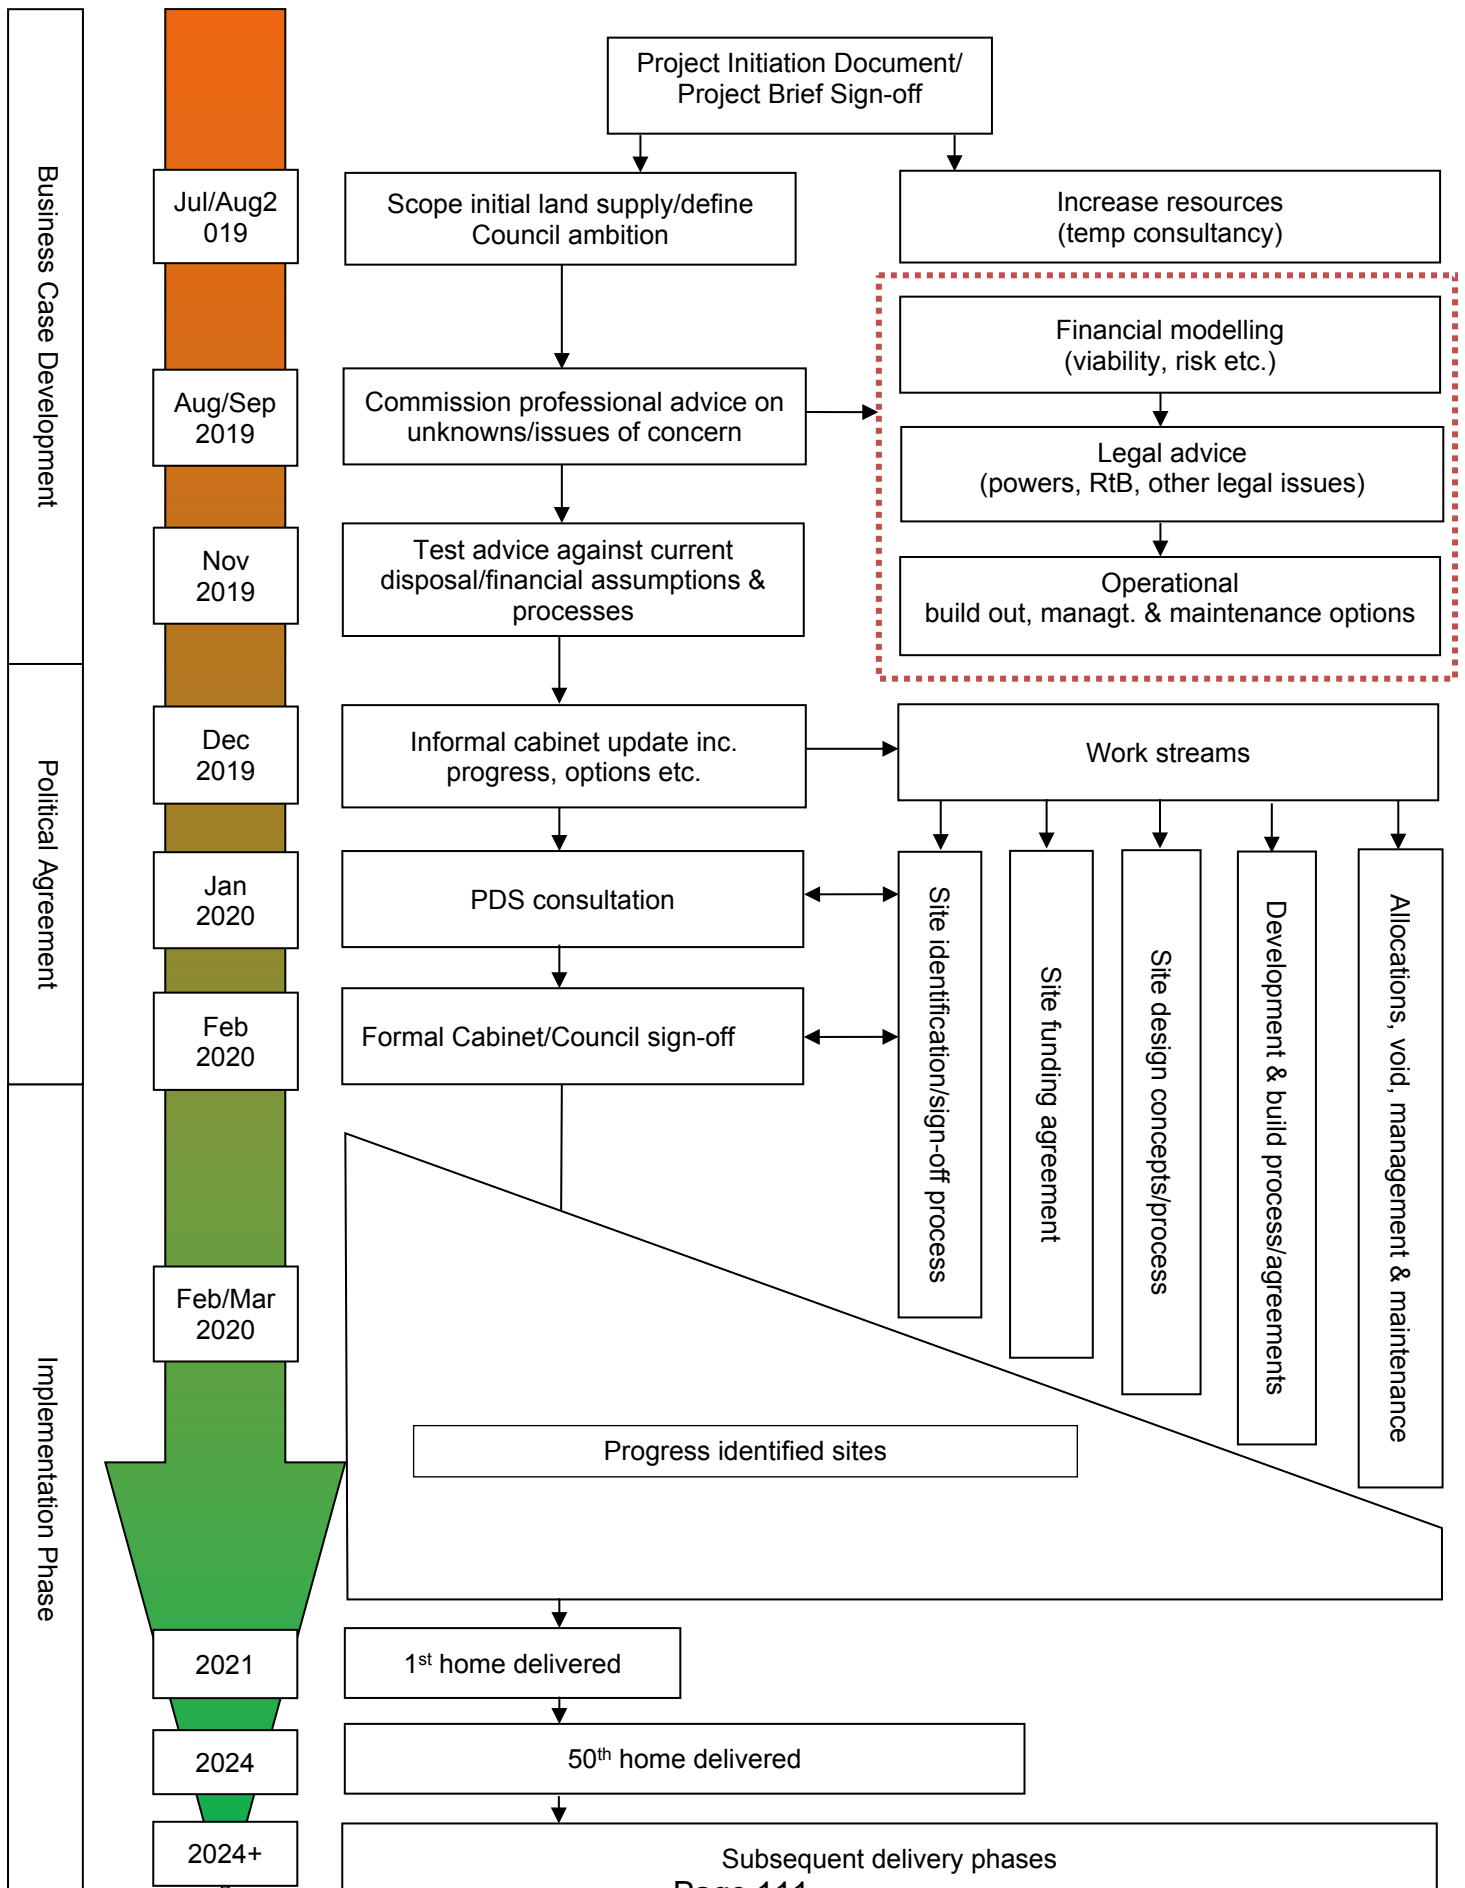 Project Initiation Document/
Project Brief Sign-off
Business Case Development
Jul/Aug2
019
Scope initial land supply/define
Council ambition
Increase resources
(temp consultancy)
Financial modelling
(viability, risk etc.)
Aug/Sep
2019
Commission professional advice on
unknowns/issues of concern
Legal advice
(powers, RtB, other legal issues)
Nov
2019
Test advice against current
disposal/financial assumptions &
processes
Operational
build out, managt. & maintenance options
Political Agreement
Dec
2019
Informal cabinet update inc.
progress, options etc.
Work streams
Jan
2020
PDS consultation
Site identification/sign-off process
Site funding agreement
Site design concepts/process
Development & build process/agreements
Allocations, void, management & maintenance
Feb
2020
Formal Cabinet/Council sign-off
Implementation Phase
Feb/Mar
2020
Progress identified sites
2021
1st home delivered
2024
50th home delivered
2024+
Subsequent delivery phases
Page 111